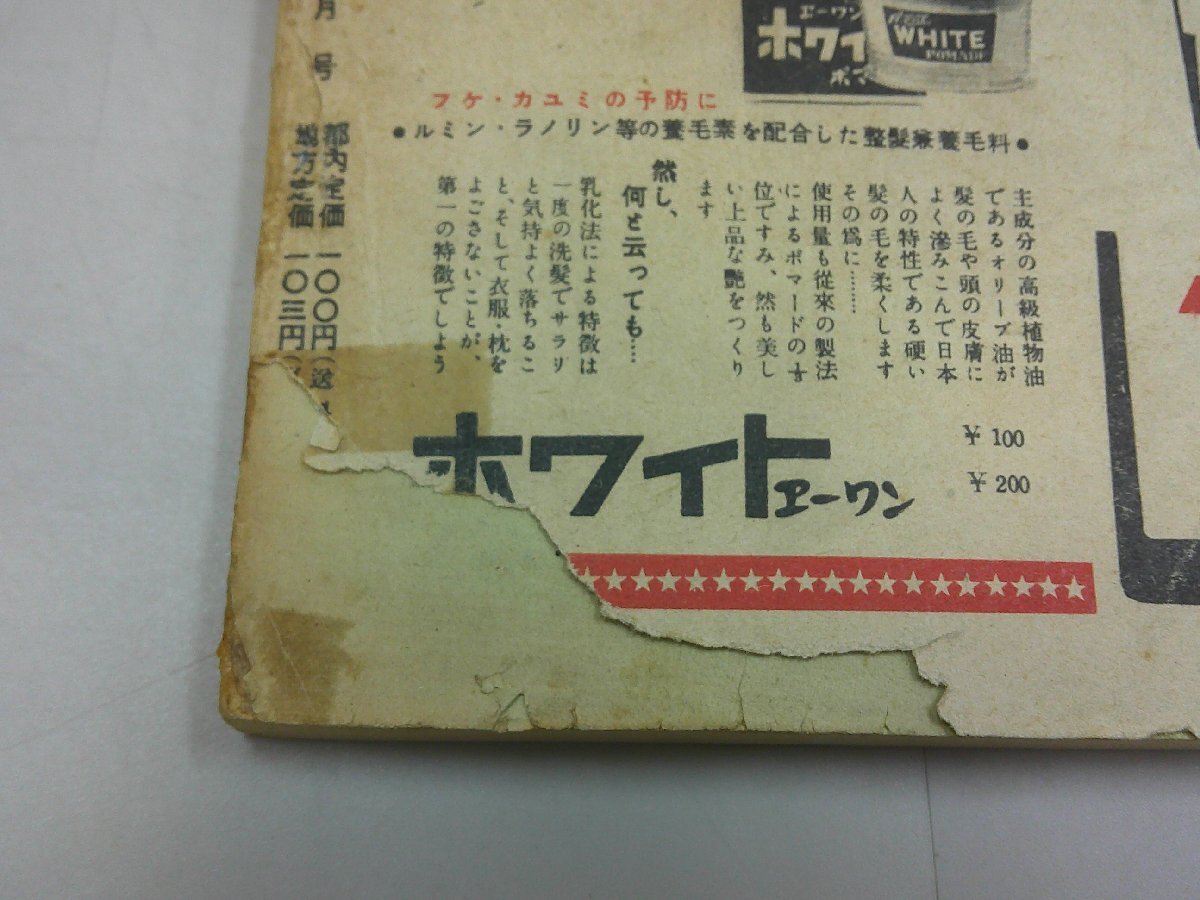 エーワン
ホワイ
ポマ
WHITE
POMADE
フケ・カユミの予防に
●ルミン・ラノリン等の養毛素を配合した整髪兼養毛料●
主成分の高級植物油
であるオリーブ油が
髪の毛や頭の皮膚に
よく滲みこんで日本
人の特性である硬い
髪の毛を柔くします
その為に………
使用量も従來の製法
によるポマードの⅓
位ですみ、然も美し
い上品な艶をつくり
ます
然し、
何と云っても……
乳化法による特徴は
一度の洗髪でサラリ
と気持よく落ちるこ
と、そして衣服・枕を
よごさないことが、
第一の特徴でしよう
¥ 100
¥ 200
ホワイト
エーワン
月号
都内定価 一〇〇円(送
地方定価 一〇三円(